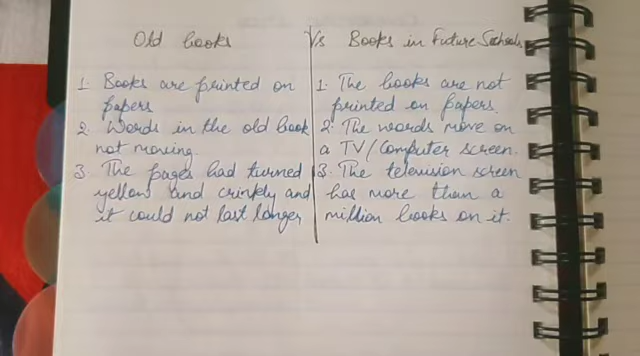 Old books Vs Books in Future Schools
1. Books are printed on
papers
2. Words in the old book
not moving.
3. The pages had turned
yellow and crinkly and
it could not last longer
1. The books are not
printed on papers.
2. The words move on
a TV/Computer screen.
3. The television screen
has more than a
million books on it.